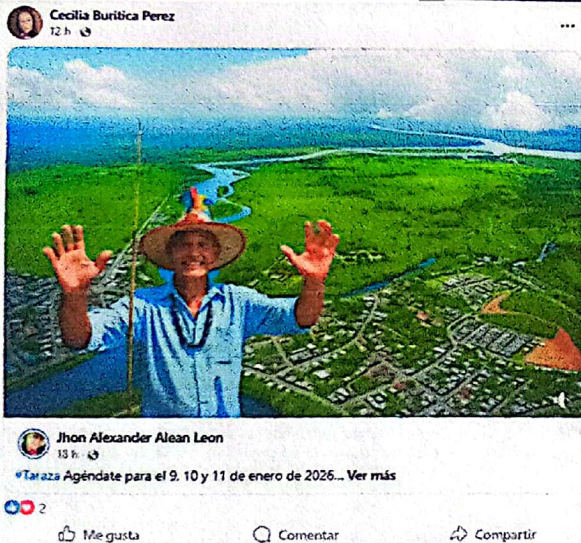 Cecilia Buritica Perez
12 h
Jhon Alexander Alean Leon
13 h
#Taraza Agéndate para el 9, 10 y 11 de enero de 2026... Ver más
2
Me gusta
Comentar
Compartir